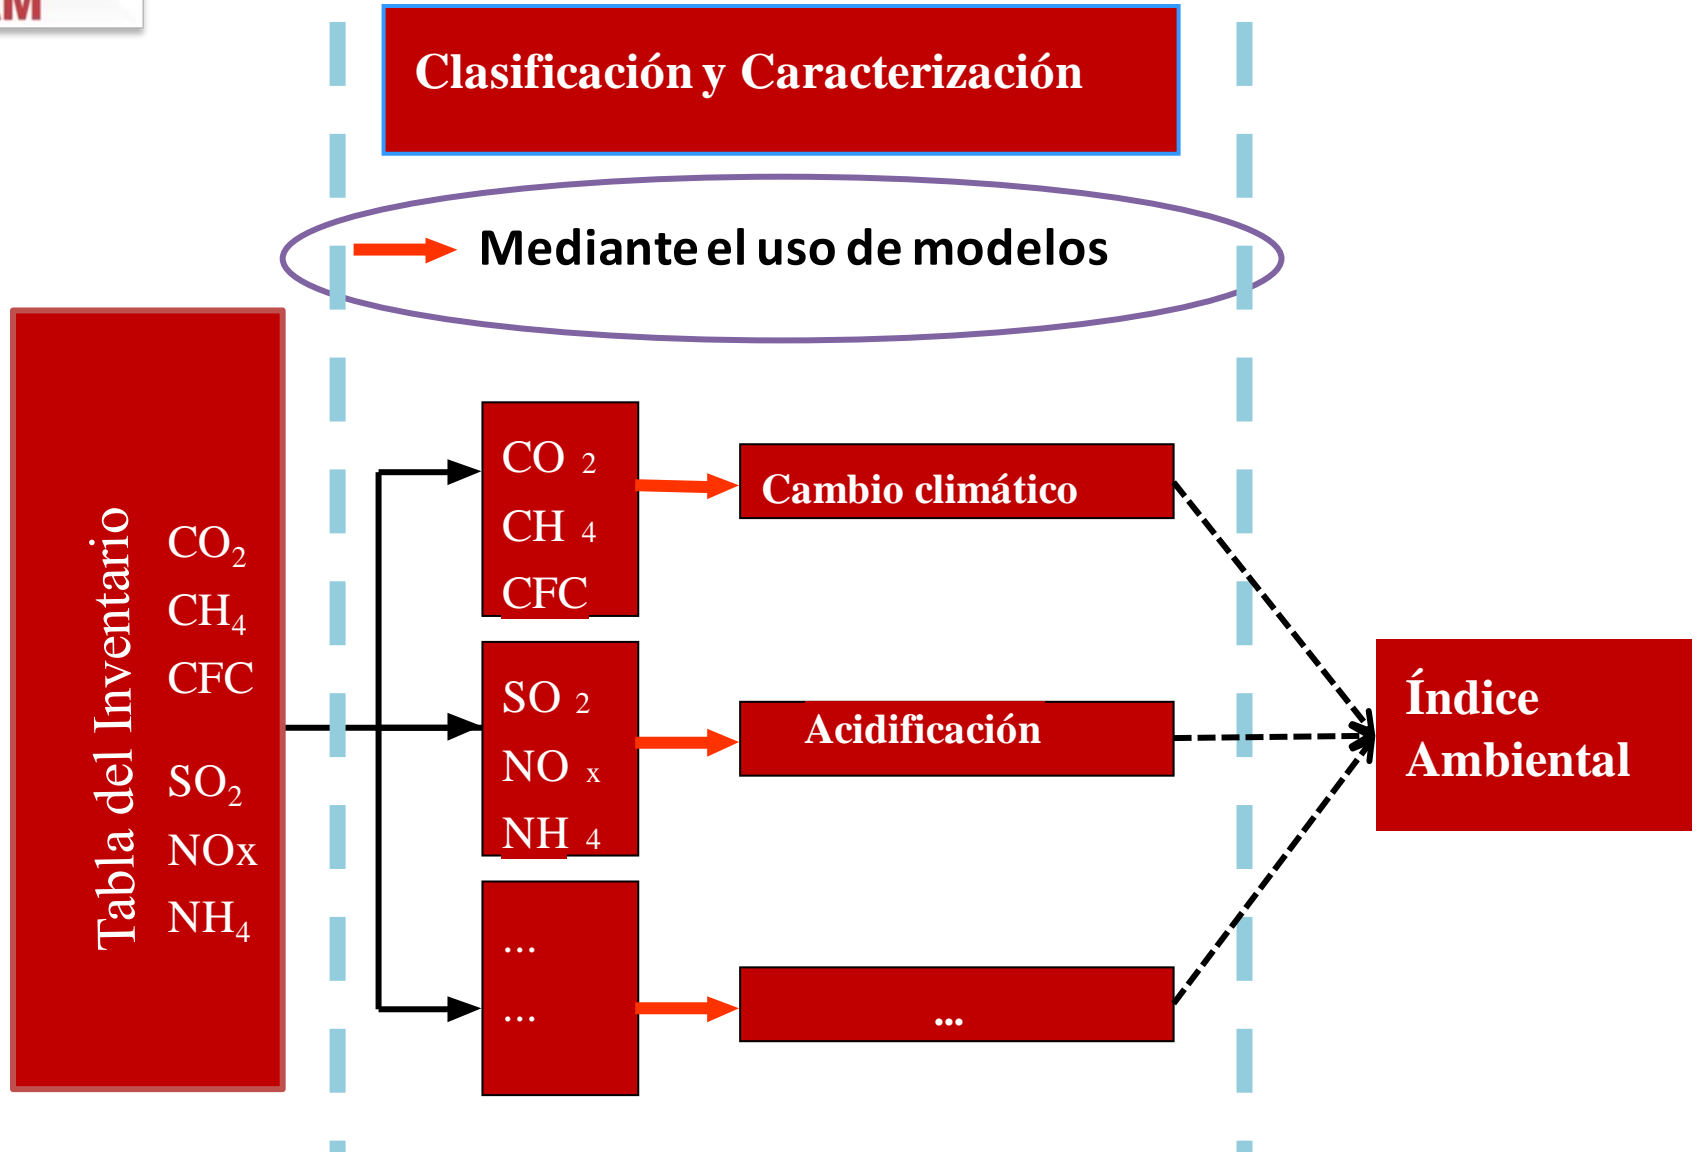 Clasificación y Caracterización
Mediante el uso de modelos
Tabla del Inventario
CO₂
CH₄
CFC
SO₂
NOx
NH₄
CO ₂
CH ₄
CFC
Cambio climático
SO ₂
NO ₓ
NH ₄
Acidificación
...
...
...
Índice
Ambiental